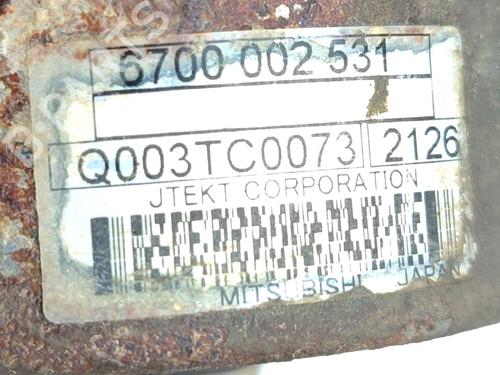 6700 002 531
Q003TC0073 2126
JTEKT CORPORATION
MITSUBISHI JAPAN